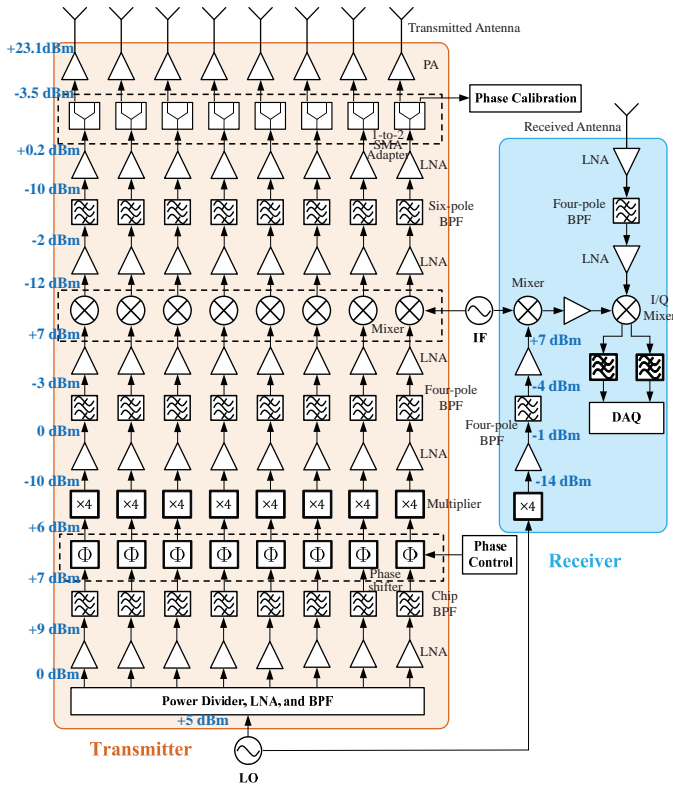 Transmitted Antenna
+23.1dBm
PA
-3.5 dBm
Phase Calibration
1-to-2
SMA
Adapter
+0.2 dBm
LNA
-10 dBm
Six-pole
BPF
-2 dBm
LNA
-12 dBm
Mixer
+7 dBm
LNA
-3 dBm
Four-pole
BPF
0 dBm
LNA
-10 dBm
×4 ×4 ×4 ×4 ×4 ×4 ×4 ×4
Multiplier
+6 dBm
Φ Φ Φ Φ Φ Φ Φ Φ
Phase
Control
+7 dBm
Phase
shifter
Chip
BPF
+9 dBm
LNA
0 dBm
Power Divider, LNA, and BPF
+5 dBm
Transmitter
LO
Received Antenna
LNA
Four-pole
BPF
LNA
Mixer
I/Q
Mixer
IF
+7 dBm
-4 dBm
DAQ
Four-pole
BPF
-1 dBm
-14 dBm
×4
Receiver